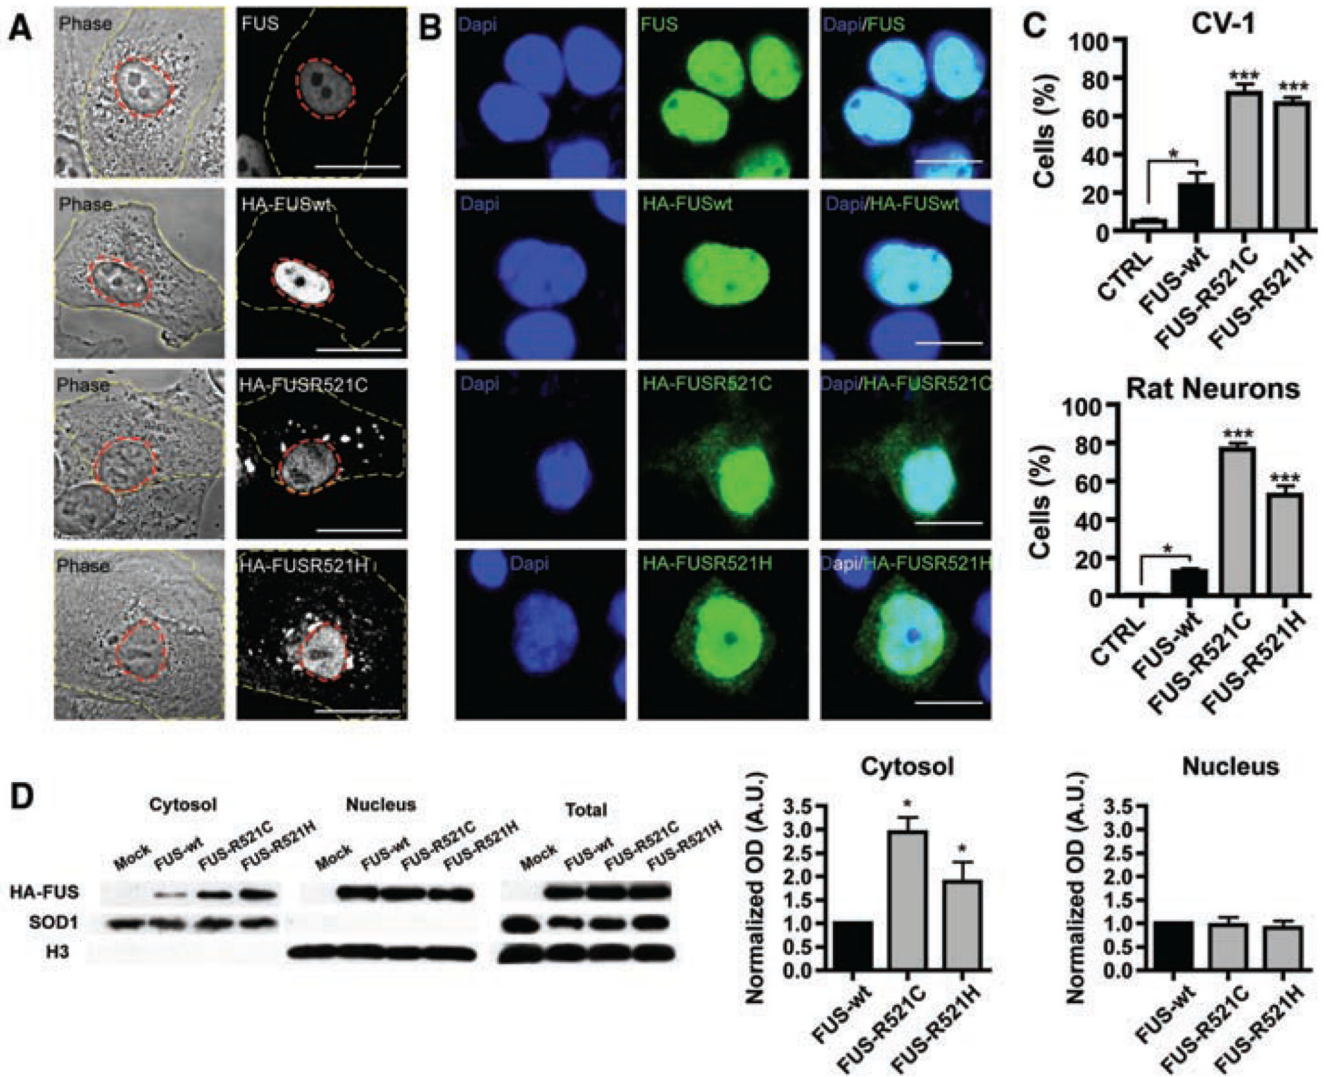 A
Phase
FUS
Phase
HA-FUSwt
Phase
HA-FUSR521C
Phase
HA-FUSR521H
B
Dapi
FUS
Dapi/FUS
Dapi
HA-FUSwt
Dapi/HA-FUSwt
Dapi
HA-FUSR521C
Dapi/HA-FUSR521C
Dapi
HA-FUSR521H
Dapi/HA-FUSR521H
C
CV-1
Cells (%)
100
80
60
40
20
0
*
***
***
CTRL
FUS-wt
FUS-R521C
FUS-R521H
Rat Neurons
Cells (%)
100
80
60
40
20
0
*
***
***
CTRL
FUS-wt
FUS-R521C
FUS-R521H
D
Cytosol
Mock
FUS-wt
FUS-R521C
FUS-R521H
Nucleus
Mock
FUS-wt
FUS-R521C
FUS-R521H
Total
Mock
FUS-wt
FUS-R521C
FUS-R521H
HA-FUS
SOD1
H3
Cytosol
Normalized OD (A.U.)
3.5
3.0
2.5
2.0
1.5
1.0
0.5
0.0
*
*
FUS-wt
FUS-R521C
FUS-R521H
Nucleus
Normalized OD (A.U.)
3.5
3.0
2.5
2.0
1.5
1.0
0.5
0.0
FUS-wt
FUS-R521C
FUS-R521H